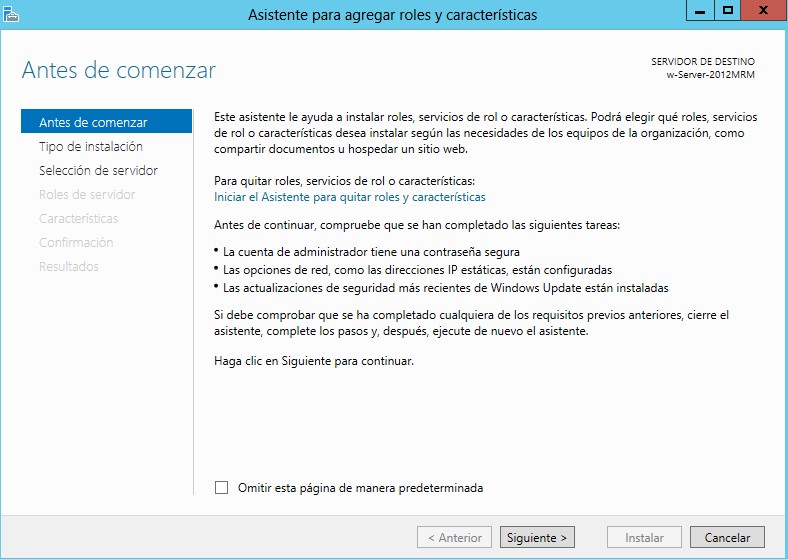 Asistente para agregar roles y características
Antes de comenzar
SERVIDOR DE DESTINO
w-Server-2012MRM
Antes de comenzar
Tipo de instalación
Selección de servidor
Roles de servidor
Características
Confirmación
Resultados
Este asistente le ayuda a instalar roles, servicios de rol o características. Podrá elegir qué roles, servicios
de rol o características desea instalar según las necesidades de los equipos de la organización, como
compartir documentos u hospedar un sitio web.
Para quitar roles, servicios de rol o características:
Iniciar el Asistente para quitar roles y características
Antes de continuar, compruebe que se han completado las siguientes tareas:
• La cuenta de administrador tiene una contraseña segura
• Las opciones de red, como las direcciones IP estáticas, están configuradas
• Las actualizaciones de seguridad más recientes de Windows Update están instaladas
Si debe comprobar que se ha completado cualquiera de los requisitos previos anteriores, cierre el
asistente, complete los pasos y, después, ejecute de nuevo el asistente.
Haga clic en Siguiente para continuar.
Omitir esta página de manera predeterminada
< Anterior
Siguiente >
Instalar
Cancelar